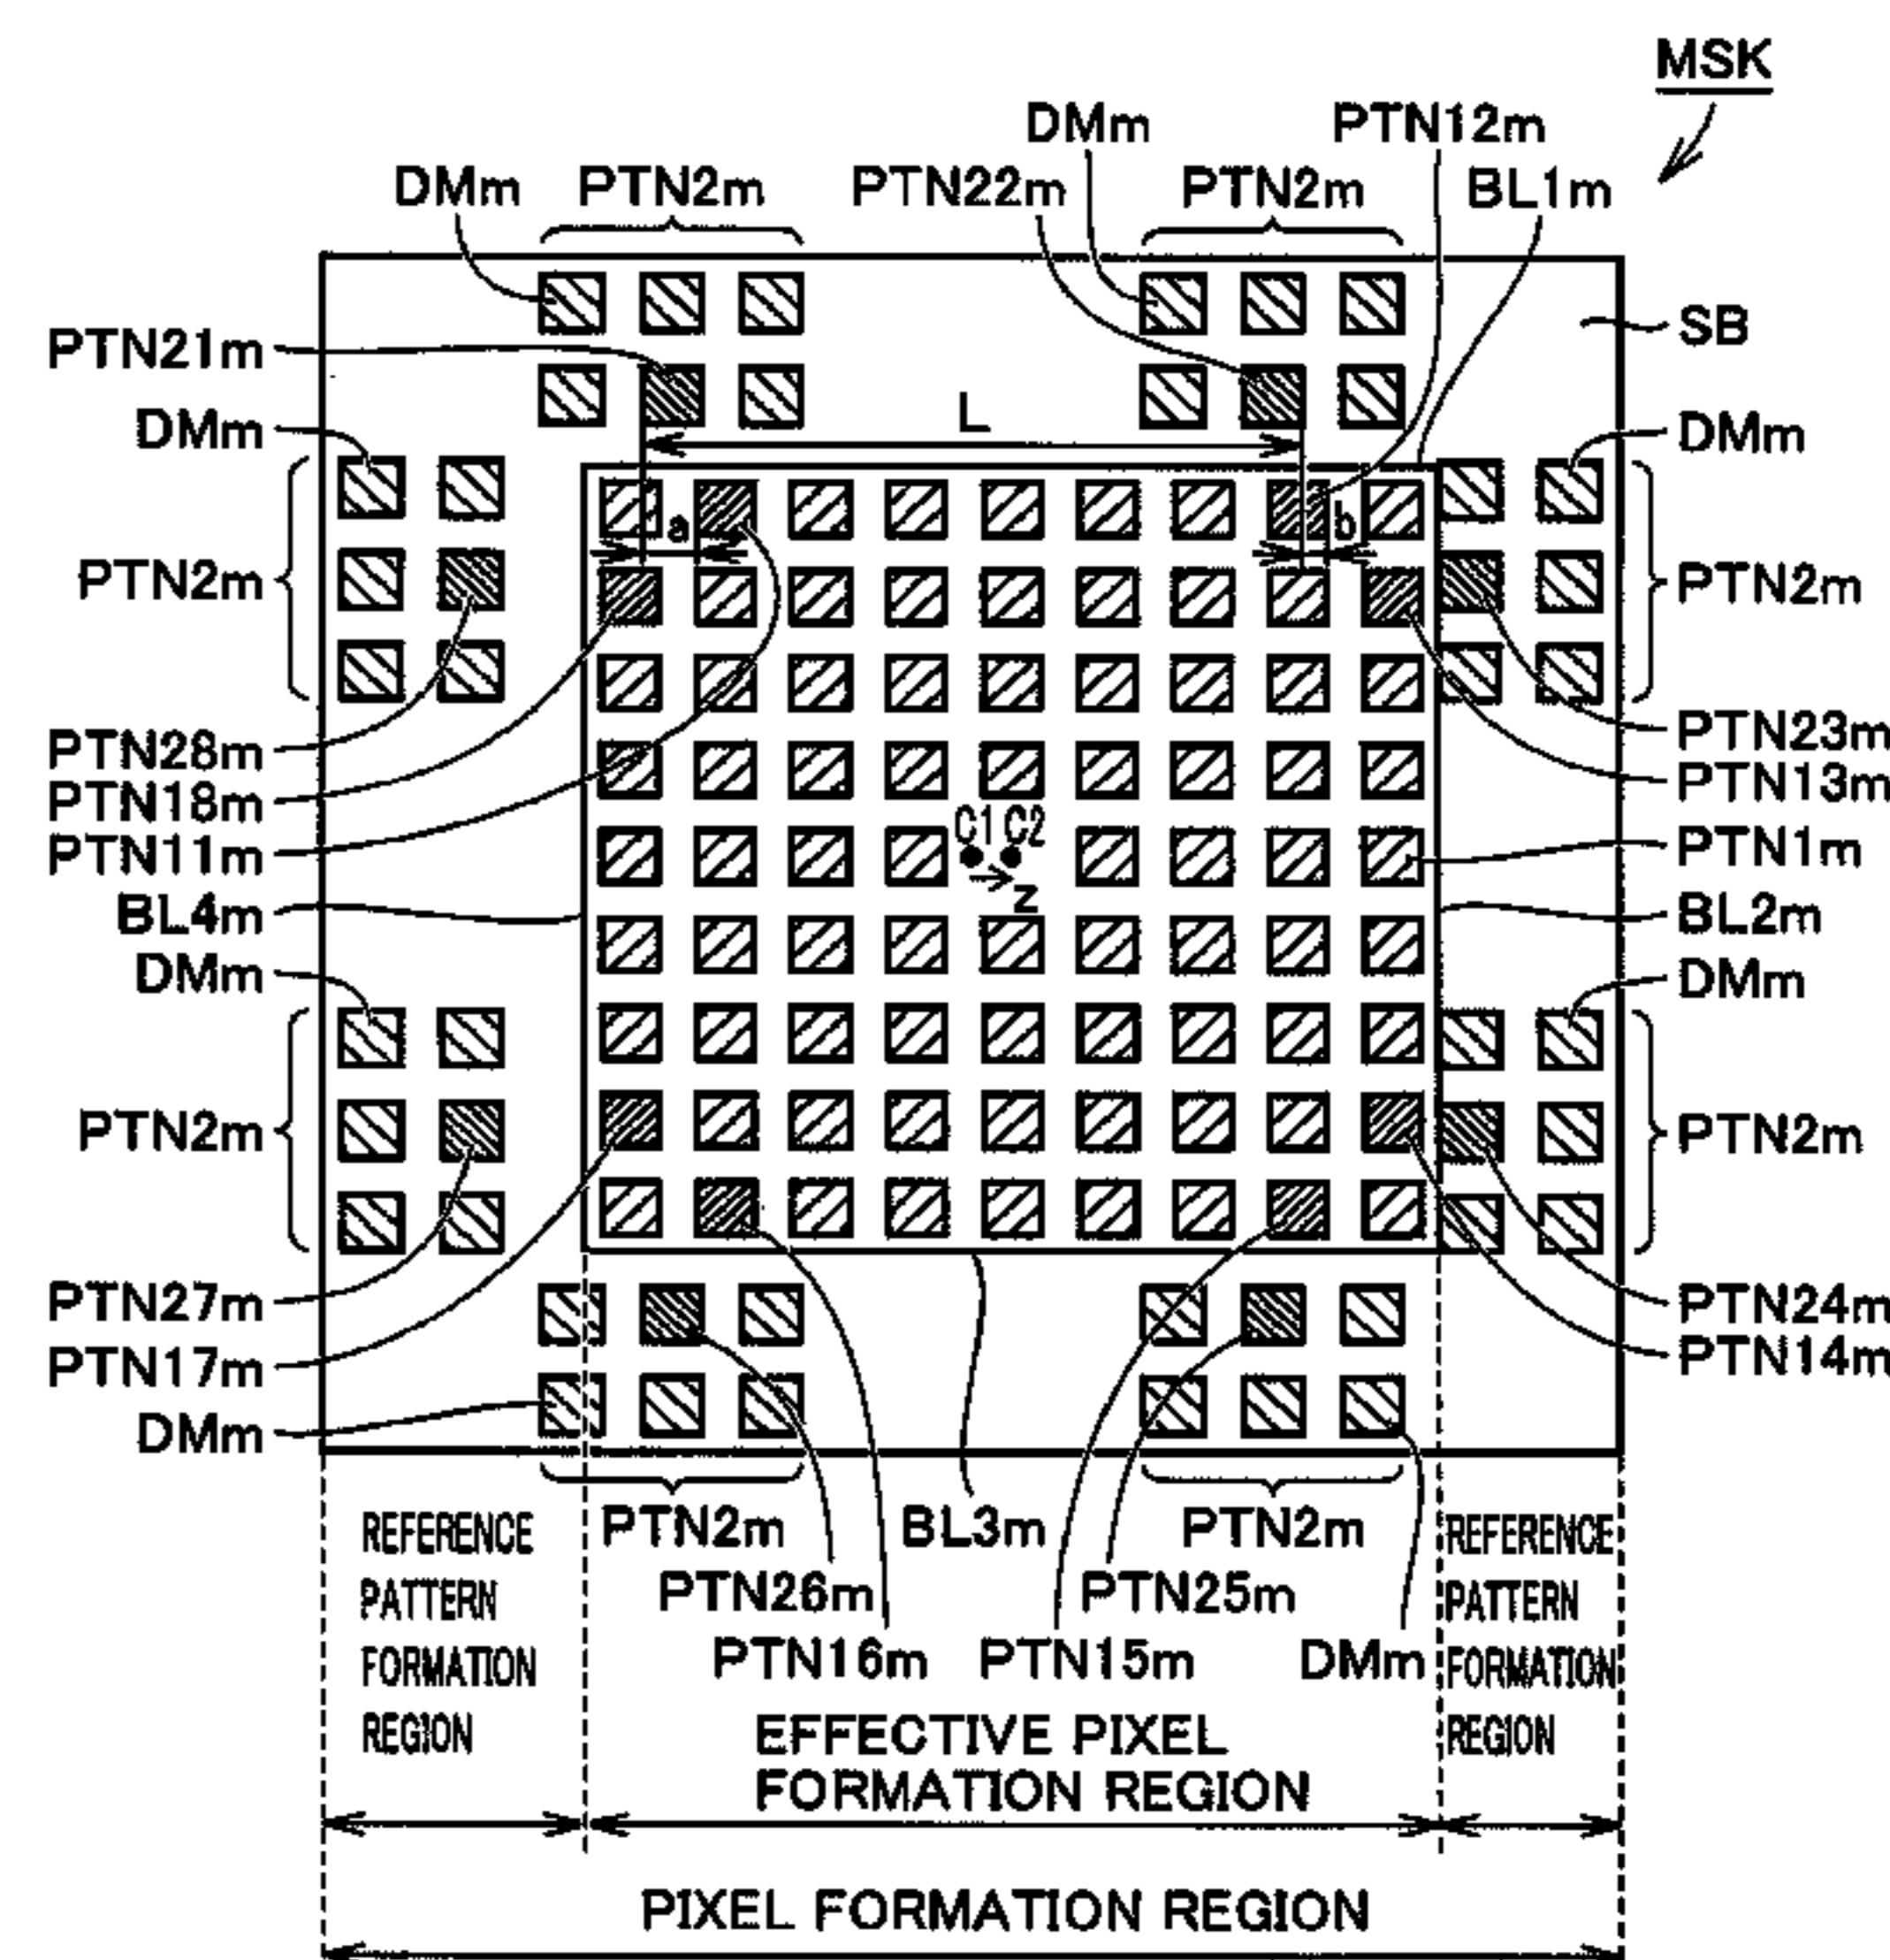 MSK
DMm
PTN12m
DMm
PTN2m
PTN22m
PTN2m
BL1m
PTN21m
SB
DMm
L
DMm
a
b
PTN2m
PTN2m
PTN28m
PTN23m
PTN18m
PTN13m
PTN11m
C1 C2
PTN1m
z
BL4m
BL2m
DMm
DMm
PTN2m
PTN2m
PTN27m
PTN24m
PTN17m
PTN14m
DMm
PTN2m
BL3m
PTN2m
PTN26m
PTN25m
PTN16m
PTN15m
DMm
REFERENCE
PATTERN
FORMATION
REGION
EFFECTIVE PIXEL
FORMATION REGION
REFERENCE
PATTERN
FORMATION
REGION
PIXEL FORMATION REGION